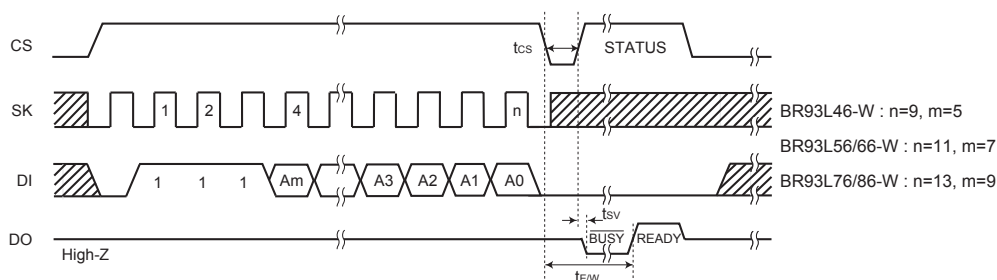 CS tCS STATUS
SK 1 2 4 n
BR93L46-W : n=9, m=5
BR93L56/66-W : n=11, m=7
BR93L76/86-W : n=13, m=9
DI 1 1 1 Am A3 A2 A1 A0
tSV
DO BUSY READY
High-Z
tE/W